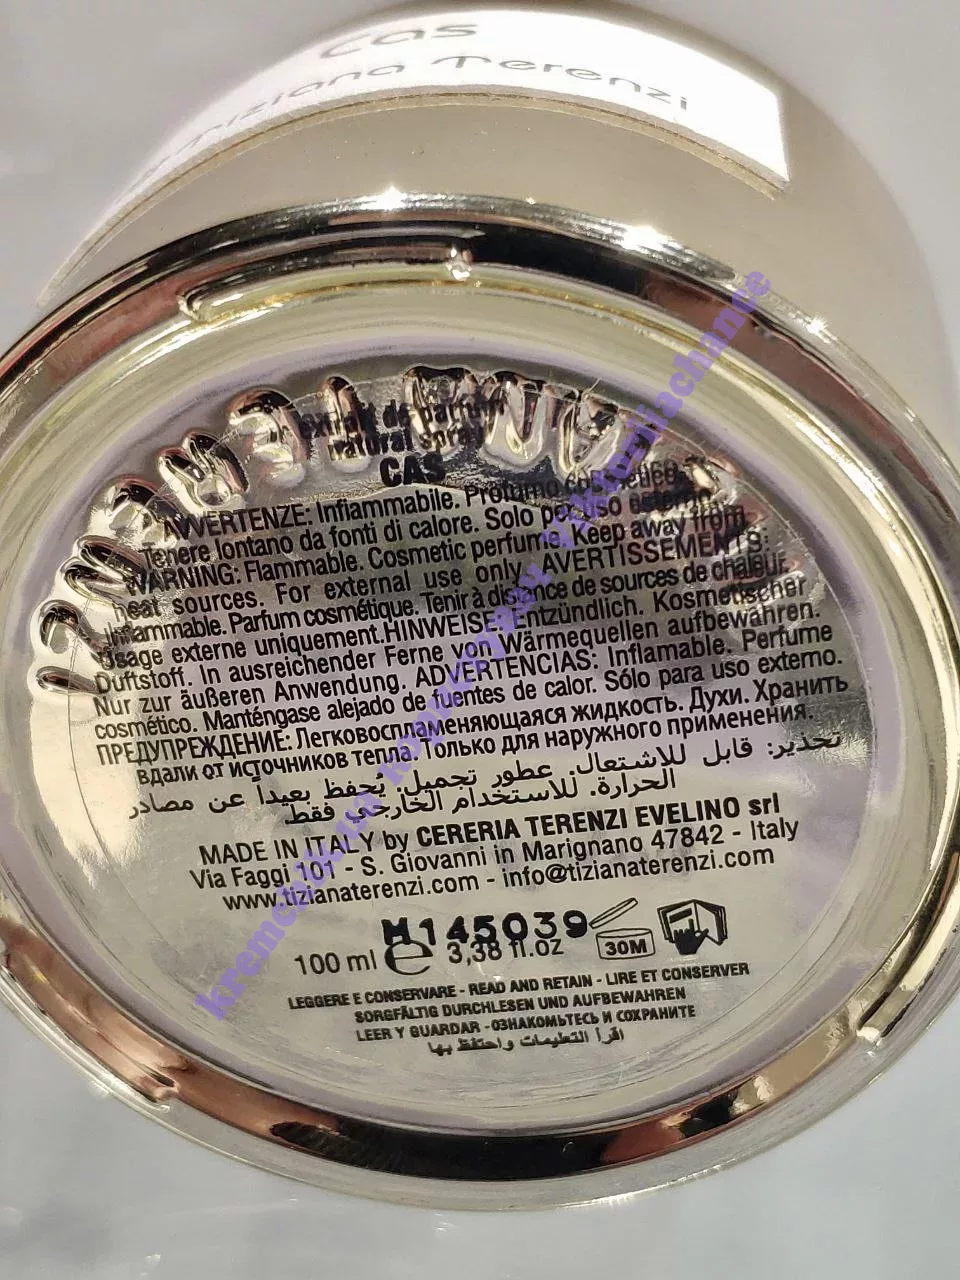 Cas
Tiziana Terenzi
TIZIANA TERENZI
extrait de parfum
natural spray
CAS
AVVERTENZE: Infiammabile. Profumo cosmetico.
Tenere lontano da fonti di calore. Solo per uso esterno.
WARNING: Flammable. Cosmetic perfume. Keep away from
heat sources. For external use only. AVERTISSEMENTS:
Inflammable. Parfum cosmétique. Tenir à distance de sources de chaleur.
Usage externe uniquement. HINWEISE: Entzündlich. Kosmetischer
Duftstoff. In ausreichender Ferne von Wärmequellen aufbewahren.
Nur zur äußeren Anwendung. ADVERTENCIAS: Inflamable. Perfume
cosmético. Manténgase alejado de fuentes de calor. Sólo para uso externo.
ПРЕДУПРЕЖДЕНИЕ: Легковоспламеняющаяся жидкость. Духи. Хранить
вдали от источников тепла. Только для наружного применения.
تحذير: قابل للاشتعال. عطور تجميل. يُحفظ بعيداً عن مصادر
الحرارة. للاستخدام الخارجي فقط.
MADE IN ITALY by CERERIA TERENZI EVELINO srl
Via Faggi 101 - S. Giovanni in Marignano 47842 - Italy
www.tizianaterenzi.com - info@tizianaterenzi.com
M145039
100 ml e 3,38 fl.oz 30M
LEGGERE E CONSERVARE - READ AND RETAIN - LIRE ET CONSERVER
SORGFÄLTIG DURCHLESEN UND AUFBEWAHREN
LEER Y GUARDAR - ОЗНАКОМЬТЕСЬ И СОХРАНИТЕ
اقرأ التعليمات واحتفظ بها